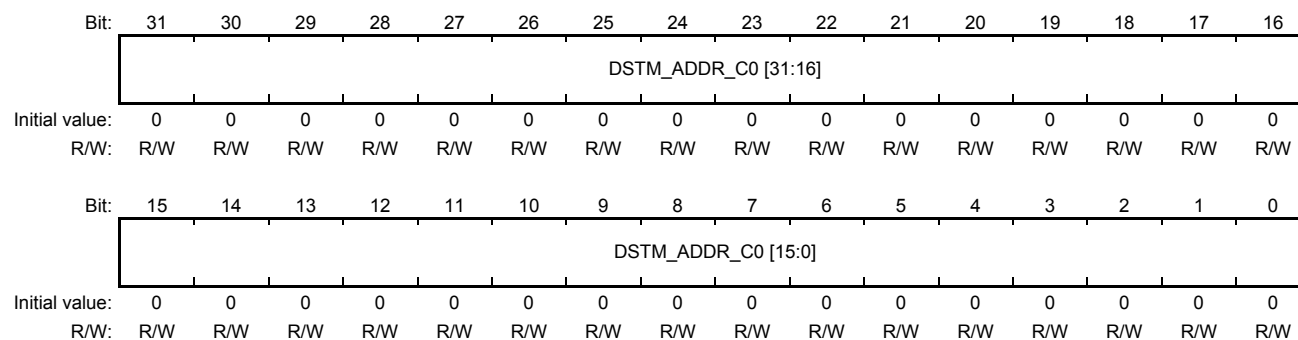 Bit: 31 30 29 28 27 26 25 24 23 22 21 20 19 18 17 16
DSTM_ADDR_C0 [31:16]
Initial value: 0 0 0 0 0 0 0 0 0 0 0 0 0 0 0 0
R/W: R/W R/W R/W R/W R/W R/W R/W R/W R/W R/W R/W R/W R/W R/W R/W R/W
Bit: 15 14 13 12 11 10 9 8 7 6 5 4 3 2 1 0
DSTM_ADDR_C0 [15:0]
Initial value: 0 0 0 0 0 0 0 0 0 0 0 0 0 0 0 0
R/W: R/W R/W R/W R/W R/W R/W R/W R/W R/W R/W R/W R/W R/W R/W R/W R/W